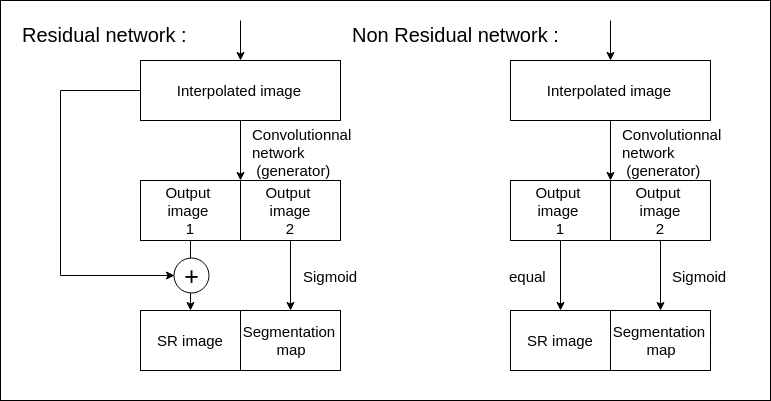 Residual network :
Interpolated image
Convolutionnal
network
(generator)
Output
image
1
Output
image
2
+
Sigmoid
SR image
Segmentation
map
Non Residual network :
Interpolated image
Convolutionnal
network
(generator)
Output
image
1
Output
image
2
equal
Sigmoid
SR image
Segmentation
map